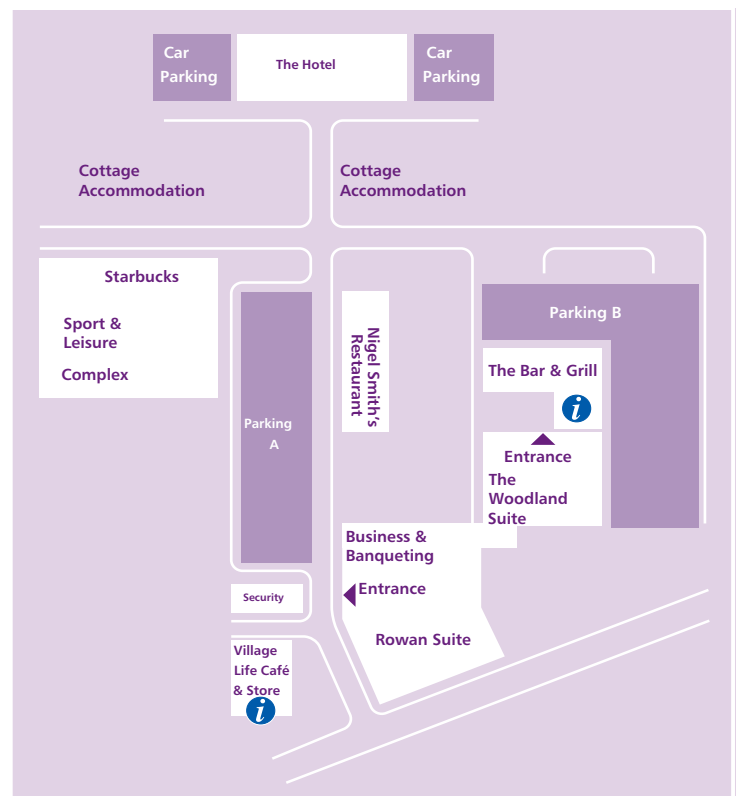 Car
Parking
The Hotel
Car
Parking
Cottage
Accommodation
Cottage
Accommodation
Starbucks
Sport &
Leisure
Complex
Parking
A
Nigel Smith's
Restaurant
Parking B
The Bar & Grill
i
Entrance
The
Woodland
Suite
Business &
Banqueting
Entrance
Rowan Suite
Security
Village
Life Café
& Store
i